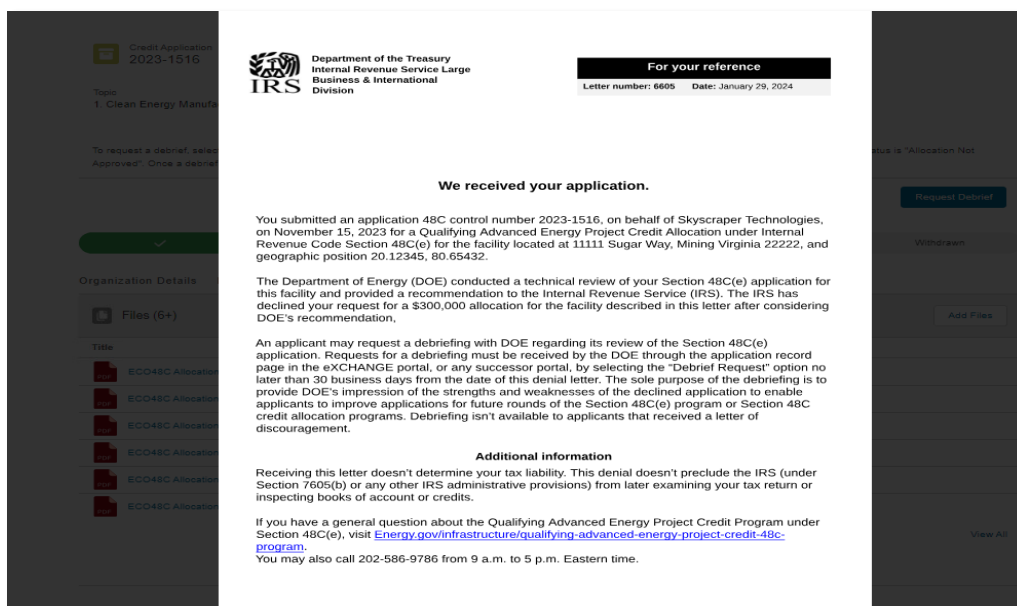 Credit Application
2023-1516
Topic
1. Clean Energy Manufa
To request a debrief, selec
Approved". Once a debrief
atus is "Allocation Not
Request Debrief
Withdrawn
Organization Details
Files (6+)
Add Files
Title
PDF ECO48C Allocation
PDF ECO48C Allocation
PDF ECO48C Allocation
PDF ECO48C Allocation
PDF ECO48C Allocation
PDF ECO48C Allocation
View All
IRS
Department of the Treasury
Internal Revenue Service Large
Business & International
Division
For your reference
Letter number: 6605 Date: January 29, 2024
We received your application.
You submitted an application 48C control number 2023-1516, on behalf of Skyscraper Technologies,
on November 15, 2023 for a Qualifying Advanced Energy Project Credit Allocation under Internal
Revenue Code Section 48C(e) for the facility located at 11111 Sugar Way, Mining Virginia 22222, and
geographic position 20.12345, 80.65432.
The Department of Energy (DOE) conducted a technical review of your Section 48C(e) application for
this facility and provided a recommendation to the Internal Revenue Service (IRS). The IRS has
declined your request for a $300,000 allocation for the facility described in this letter after considering
DOE's recommendation,
An applicant may request a debriefing with DOE regarding its review of the Section 48C(e)
application. Requests for a debriefing must be received by the DOE through the application record
page in the eXCHANGE portal, or any successor portal, by selecting the "Debrief Request" option no
later than 30 business days from the date of this denial letter. The sole purpose of the debriefing is to
provide DOE's impression of the strengths and weaknesses of the declined application to enable
applicants to improve applications for future rounds of the Section 48C(e) program or Section 48C
credit allocation programs. Debriefing isn't available to applicants that received a letter of
discouragement.
Additional information
Receiving this letter doesn't determine your tax liability. This denial doesn't preclude the IRS (under
Section 7605(b) or any other IRS administrative provisions) from later examining your tax return or
inspecting books of account or credits.
If you have a general question about the Qualifying Advanced Energy Project Credit Program under
Section 48C(e), visit Energy.gov/infrastructure/qualifying-advanced-energy-project-credit-48c-
program.
You may also call 202-586-9786 from 9 a.m. to 5 p.m. Eastern time.